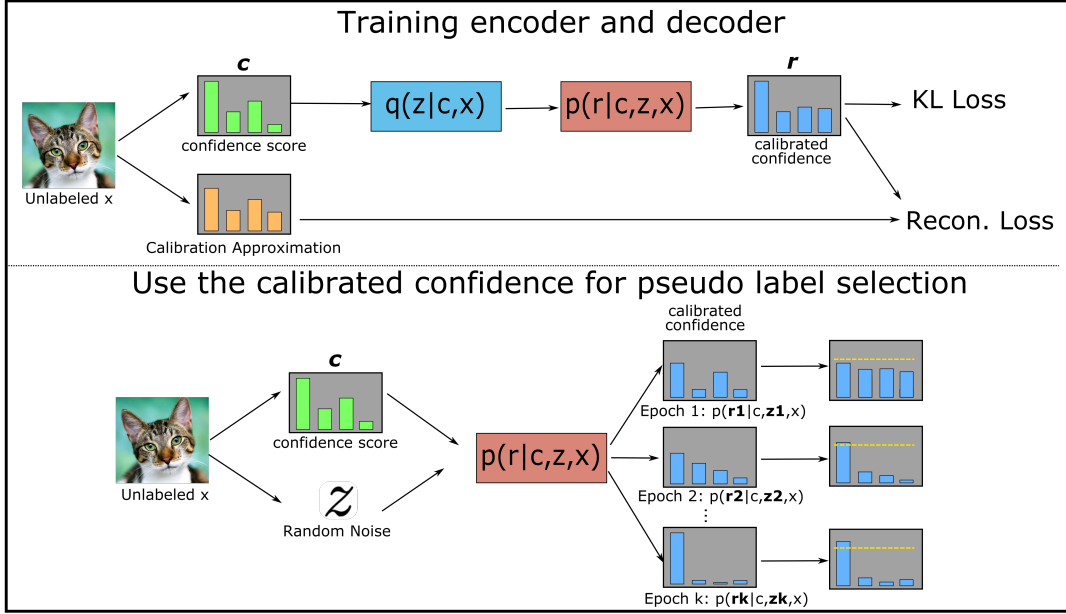 Training encoder and decoder
c
r
q(z|c,x)
p(r|c,z,x)
KL Loss
confidence score
calibrated
confidence
Unlabeled x
Recon. Loss
Calibration Approximation
Use the calibrated confidence for pseudo label selection
calibrated
confidence
c
confidence score
Epoch 1: p(r1|c,z1,x)
p(r|c,z,x)
Unlabeled x
z
Random Noise
Epoch 2: p(r2|c,z2,x)
⋮
Epoch k: p(rk|c,zk,x)